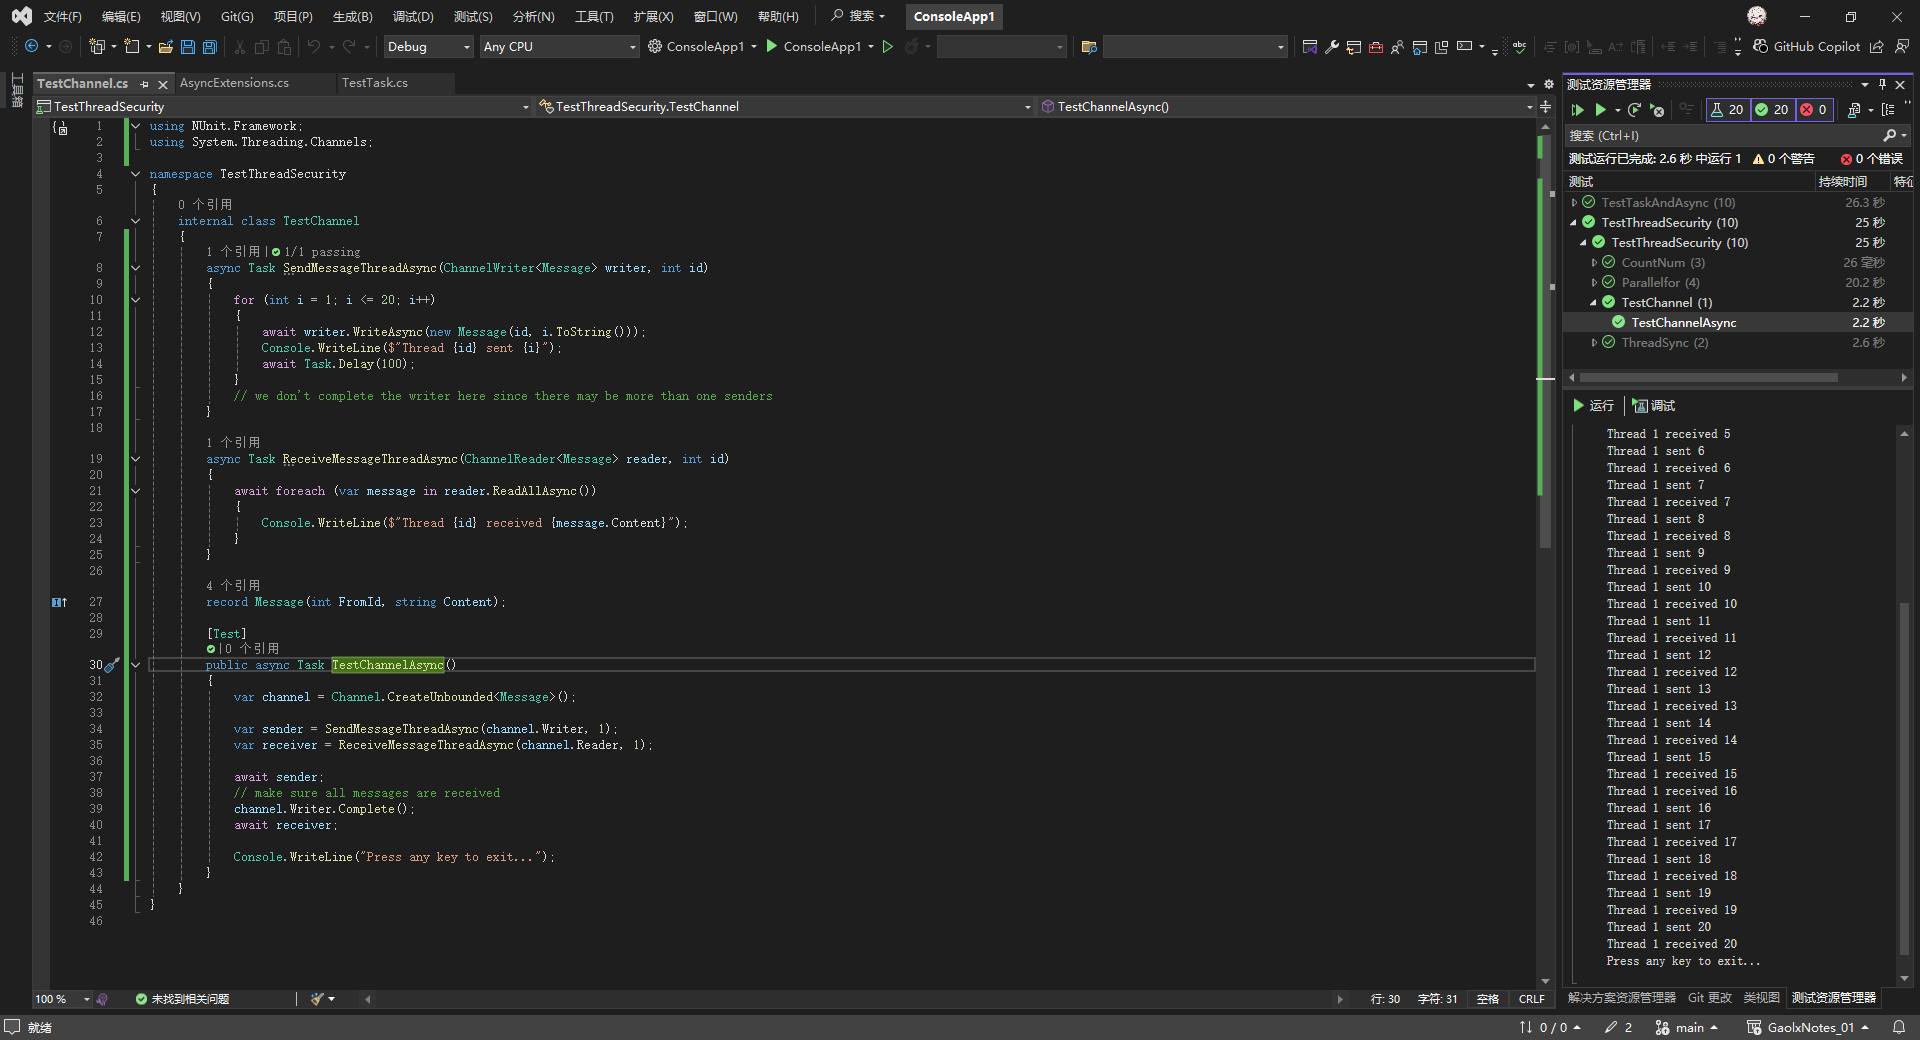 文件(F) 编辑(E) 视图(V) Git(G) 项目(P) 生成(B) 调试(D) 测试(S) 分析(N) 工具(T) 扩展(X) 窗口(W) 帮助(H) 搜索 ConsoleApp1
Debug Any CPU ConsoleApp1 ConsoleApp1 GitHub Copilot
工具箱
TestChannel.cs AsyncExtensions.cs TestTask.cs
TestThreadSecurity TestThreadSecurity.TestChannel TestChannelAsync()
1 using NUnit.Framework;
2 using System.Threading.Channels;
3
4 namespace TestThreadSecurity
5 {
0 个引用
6 internal class TestChannel
7 {
1 个引用 | 1/1 passing
8 async Task SendMessageThreadAsync(ChannelWriter<Message> writer, int id)
9 {
10 for (int i = 1; i <= 20; i++)
11 {
12 await writer.WriteAsync(new Message(id, i.ToString()));
13 Console.WriteLine($"Thread {id} sent {i}");
14 await Task.Delay(100);
15 }
16 // we don't complete the writer here since there may be more than one senders
17 }
18
1 个引用
19 async Task ReceiveMessageThreadAsync(ChannelReader<Message> reader, int id)
20 {
21 await foreach (var message in reader.ReadAllAsync())
22 {
23 Console.WriteLine($"Thread {id} received {message.Content}");
24 }
25 }
26
4 个引用
27 record Message(int FromId, string Content);
28
29 [Test]
| 0 个引用
30 public async Task TestChannelAsync()
31 {
32 var channel = Channel.CreateUnbounded<Message>();
33
34 var sender = SendMessageThreadAsync(channel.Writer, 1);
35 var receiver = ReceiveMessageThreadAsync(channel.Reader, 1);
36
37 await sender;
38 // make sure all messages are received
39 channel.Writer.Complete();
40 await receiver;
41
42 Console.WriteLine("Press any key to exit...");
43 }
44 }
45 }
46
100 % 未找到相关问题 行: 30 字符: 31 空格 CRLF
测试资源管理器
20 20 0
搜索 (Ctrl+I)
测试运行已完成: 2.6 秒 中运行 1 0 个警告 0 个错误
测试 持续时间 特征
TestTaskAndAsync (10) 26.3 秒
TestThreadSecurity (10) 25 秒
TestThreadSecurity (10) 25 秒
CountNum (3) 26 毫秒
Parallelfor (4) 20.2 秒
TestChannel (1) 2.2 秒
TestChannelAsync 2.2 秒
ThreadSync (2) 2.6 秒
运行 调试
Thread 1 received 5
Thread 1 sent 6
Thread 1 received 6
Thread 1 sent 7
Thread 1 received 7
Thread 1 sent 8
Thread 1 received 8
Thread 1 sent 9
Thread 1 received 9
Thread 1 sent 10
Thread 1 received 10
Thread 1 sent 11
Thread 1 received 11
Thread 1 sent 12
Thread 1 received 12
Thread 1 sent 13
Thread 1 received 13
Thread 1 sent 14
Thread 1 received 14
Thread 1 sent 15
Thread 1 received 15
Thread 1 received 16
Thread 1 sent 16
Thread 1 sent 17
Thread 1 received 17
Thread 1 sent 18
Thread 1 received 18
Thread 1 sent 19
Thread 1 received 19
Thread 1 sent 20
Thread 1 received 20
Press any key to exit...
解决方案资源管理器 Git 更改 类视图 测试资源管理器
就绪 0 / 0 2 main GaolxNotes_01